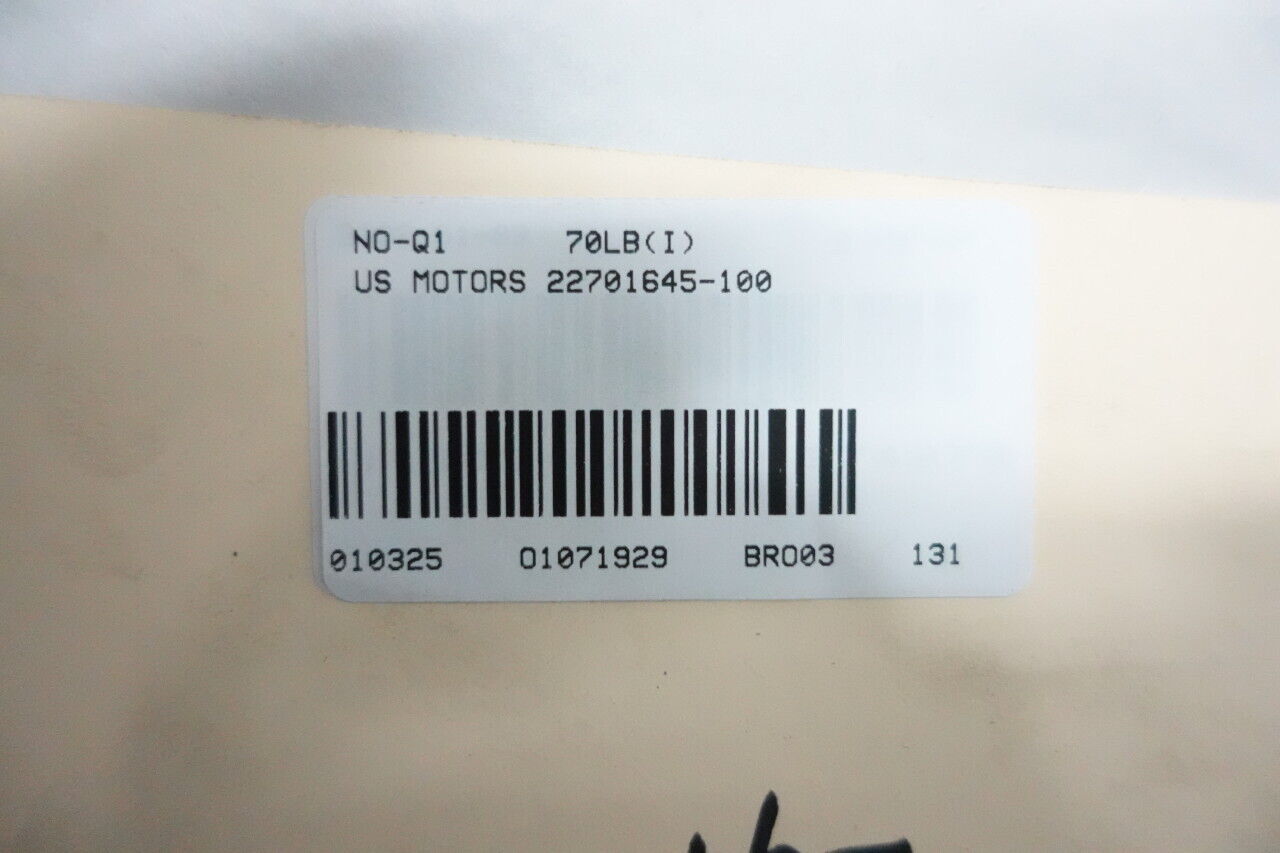 NO-Q1 70LB(I)
US MOTORS 22701645-100
010325 01071929 BR003 131